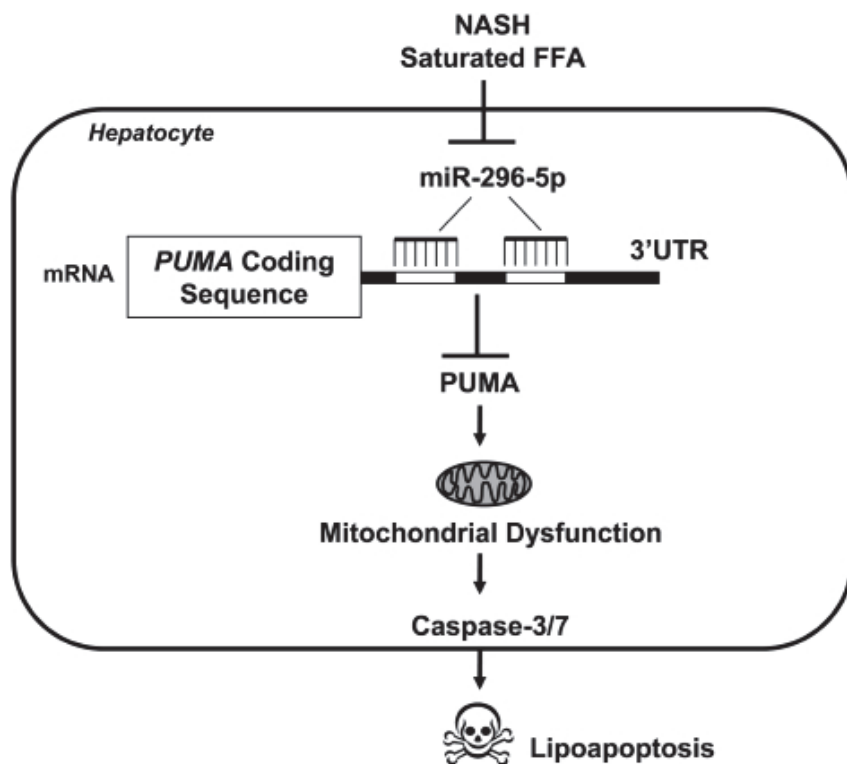 NASH
Saturated FFA
Hepatocyte
miR-296-5p
3'UTR
mRNA
PUMA Coding
Sequence
PUMA
Mitochondrial Dysfunction
Caspase-3/7
Lipoapoptosis